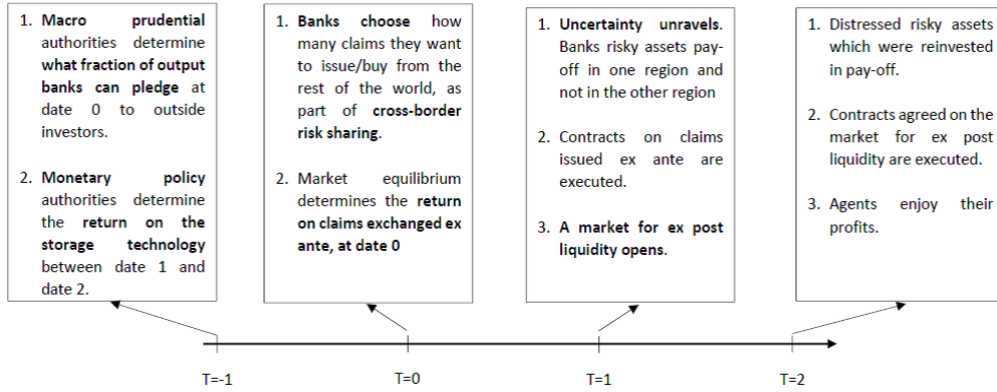 1. Macro prudential
authorities determine
what fraction of output
banks can pledge at
date 0 to outside
investors.
2. Monetary policy
authorities determine
the return on the
storage technology
between date 1 and
date 2.
1. Banks choose how
many claims they want
to issue/buy from the
rest of the world, as
part of cross-border
risk sharing.
2. Market equilibrium
determines the return
on claims exchanged ex
ante, at date 0
1. Uncertainty unravels.
Banks risky assets pay-
off in one region and
not in the other region
2. Contracts on claims
issued ex ante are
executed.
3. A market for ex post
liquidity opens.
1. Distressed risky assets
which were reinvested
in pay-off.
2. Contracts agreed on the
market for ex post
liquidity are executed.
3. Agents enjoy their
profits.
T=-1
T=0
T=1
T=2